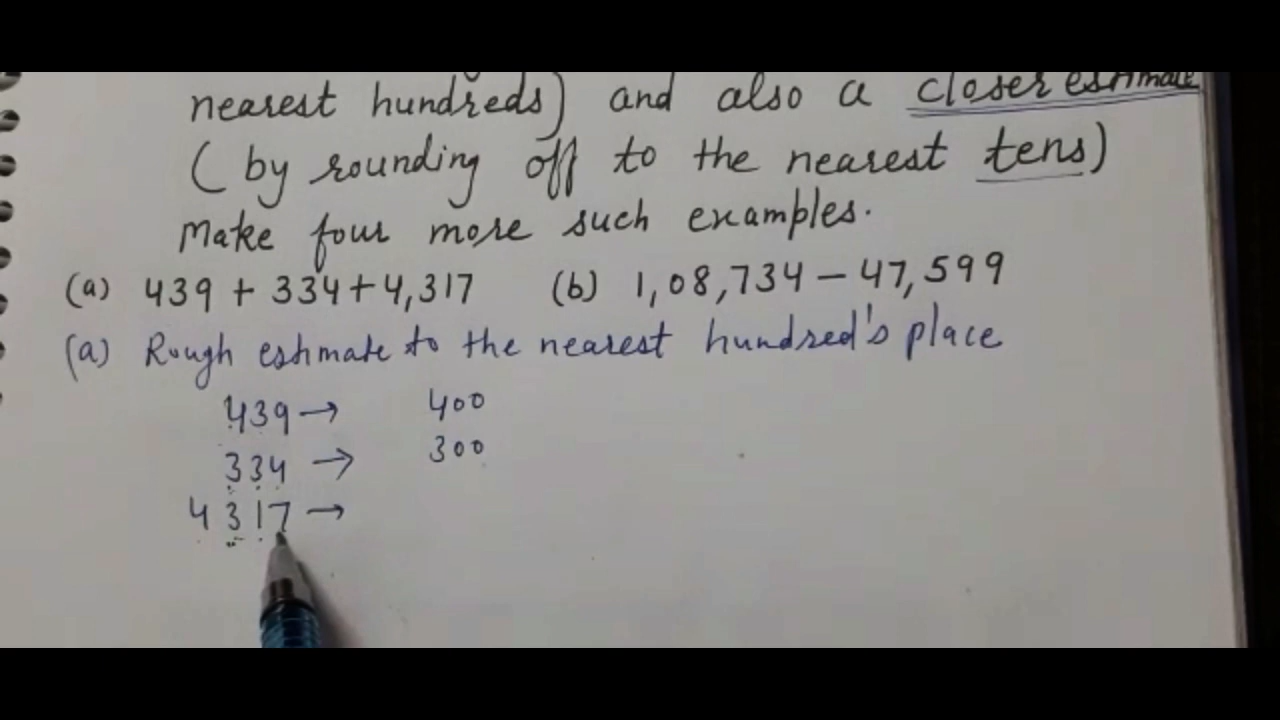 nearest hundreds) and also a closer estimate
(by rounding off to the nearest tens)
Make four more such examples.
(a) 439 + 334 + 4,317 (b) 1,08,734 - 47,599
(a) Rough estimate to the nearest hundred's place
439 → 400
334 → 300
4317 →